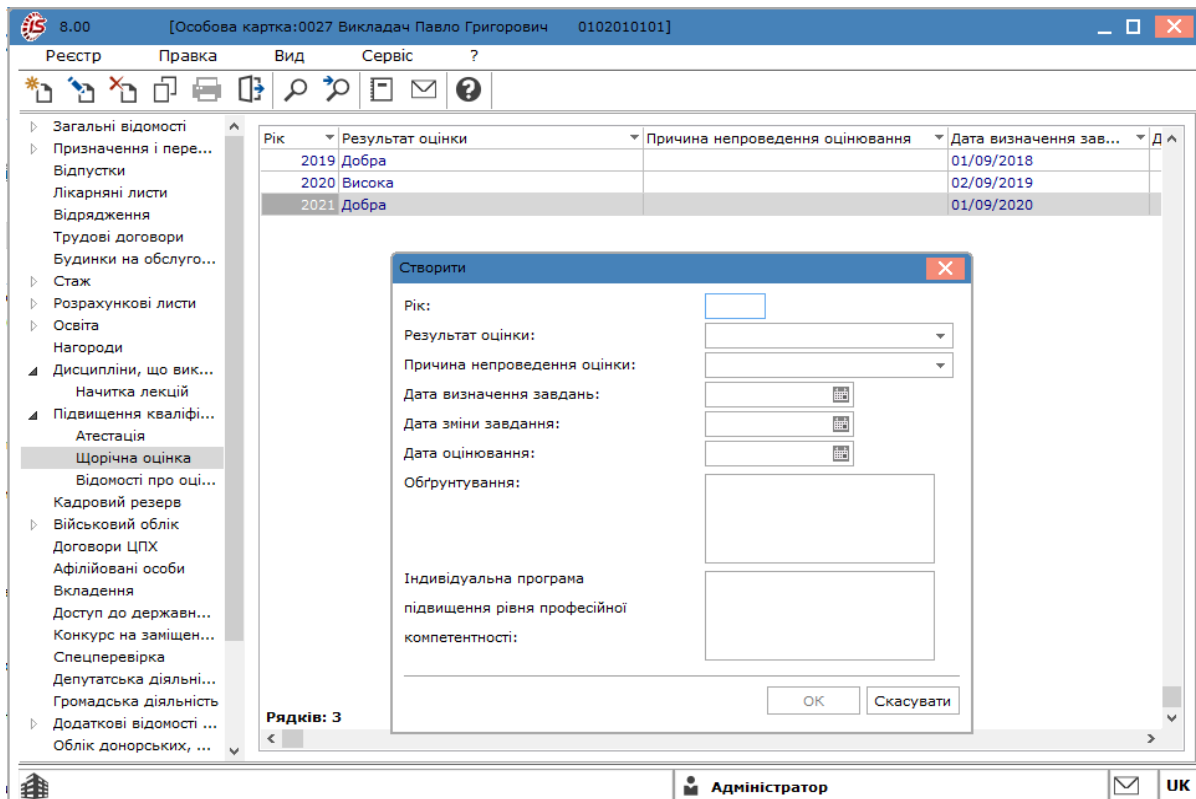 8.00 [Особова картка:0027 Викладач Павло Григорович 0102010101]
Реєстр Правка Вид Сервіс ?
Загальні відомості
Призначення і пере...
Відпустки
Лікарняні листи
Відрядження
Трудові договори
Будинки на обслуго...
Стаж
Розрахункові листи
Освіта
Нагороди
Дисципліни, що вик...
Начитка лекцій
Підвищення кваліфі...
Атестація
Щорічна оцінка
Відомості про оці...
Кадровий резерв
Військовий облік
Договори ЦПХ
Афілійовані особи
Вкладення
Доступ до державн...
Конкурс на заміщен...
Спецперевірка
Депутатська діяльні...
Громадська діяльність
Додаткові відомості ...
Облік донорських, ...
Рік Результат оцінки Причина непроведення оцінювання Дата визначення зав... Д
2019 Добра 01/09/2018
2020 Висока 02/09/2019
2021 Добра 01/09/2020
Створити
Рік:
Результат оцінки:
Причина непроведення оцінки:
Дата визначення завдань:
Дата зміни завдання:
Дата оцінювання:
Обґрунтування:
Індивідуальна програма
підвищення рівня професійної
компетентності:
ОК Скасувати
Рядків: 3
Адміністратор UK